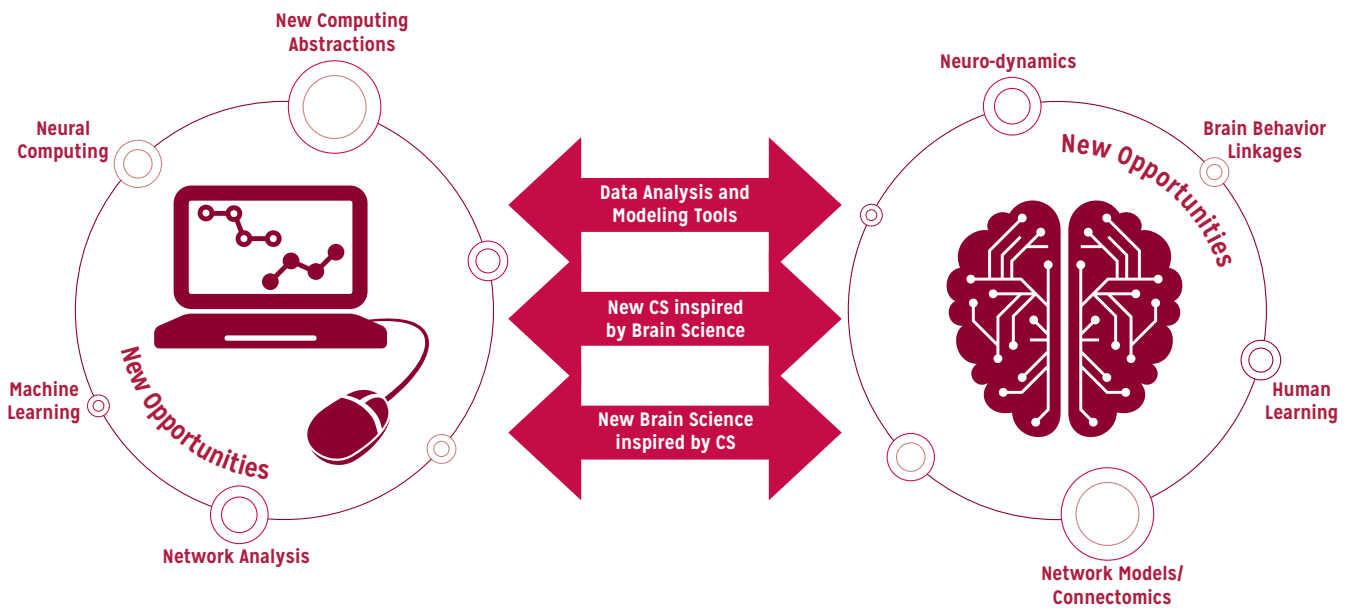 New Computing
Abstractions
Neural
Computing
Machine
Learning
New Opportunities
Network Analysis
Data Analysis and
Modeling Tools
New CS inspired
by Brain Science
New Brain Science
inspired by CS
Neuro-dynamics
Brain Behavior
Linkages
New Opportunities
Human
Learning
Network Models/
Connectomics